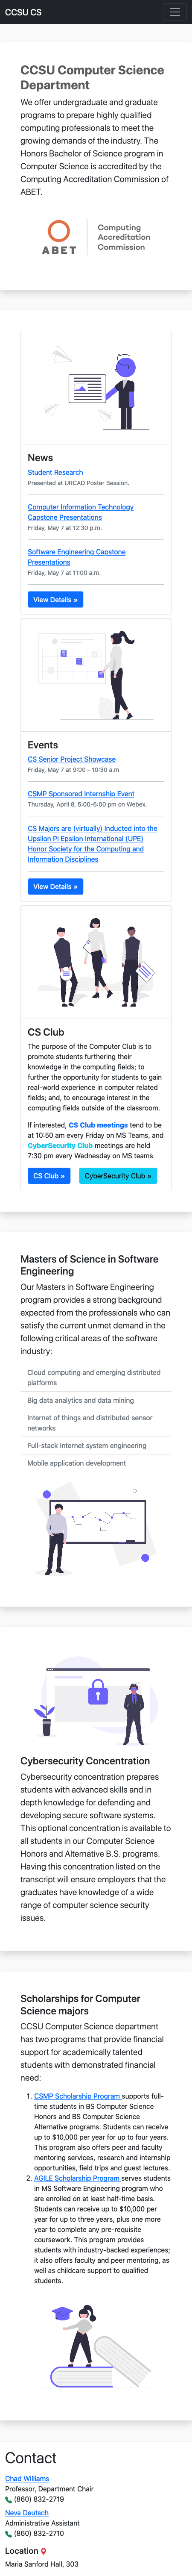 CCSU CS
CCSU Computer Science
Department
We offer undergraduate and graduate
programs to prepare highly qualified
computing professionals to meet the
growing demands of the industry. The
Honors Bachelor of Science program in
Computer Science is accredited by the
Computing Accreditation Commission of
ABET.
ABET
Computing
Accreditation
Commission
News
Student Research
Presented at URCAD Poster Session.
Computer Information Technology
Capstone Presentations
Friday, May 7 at 12:30 p.m.
Software Engineering Capstone
Presentations
Friday, May 7 at 11:00 a.m.
View Details »
Events
CS Senior Project Showcase
Friday, May 7 at 9:00 – 10:30 a.m
CSMP Sponsored Internship Event
Thursday, April 8, 5:00-6:00 pm on Webex.
CS Majors are (virtually) Inducted into the
Upsilon Pi Epsilon International (UPE)
Honor Society for the Computing and
Information Disciplines
View Details »
CS Club
The purpose of the Computer Club is to
promote students furthering their
knowledge in the computing fields; to
further the opportunity for students to gain
real-world experience in computer related
fields; and, to encourage interest in the
computing fields outside of the classroom.
If interested, CS Club meetings tend to be
at 10:50 am every Friday on MS Teams, and
CyberSecurity Club meetings are held
7:30 pm every Wednesday on MS teams
CS Club »
CyberSecurity Club »
Masters of Science in Software
Engineering
Our Masters in Software Engineering
program provides a strong background
expected from the professionals who can
satisfy the current unmet demand in the
following critical areas of the software
industry:
Cloud computing and emerging distributed
platforms
Big data analytics and data mining
Internet of things and distributed sensor
networks
Full-stack Internet system engineering
Mobile application development
Cybersecurity Concentration
Cybersecurity concentration prepares
students with advanced skills and in
depth knowledge for defending and
developing secure software systems.
This optional concentration is available to
all students in our Computer Science
Honors and Alternative B.S. programs.
Having this concentration listed on the
transcript will ensure employers that the
graduates have knowledge of a wide
range of computer science security
issues.
Scholarships for Computer
Science majors
CCSU Computer Science department
has two programs that provide financial
support for academically talented
students with demonstrated financial
need:
1. CSMP Scholarship Program supports full-
time students in BS Computer Science
Honors and BS Computer Science
Alternative programs. Students can receive
up to $10,000 per year for up to four years.
This program also offers peer and faculty
mentoring services, research and internship
opportunities, field trips and guest lectures.
2. AGILE Scholarship Program serves students
in MS Software Engineering program who
are enrolled on at least half-time basis.
Students can receive up to $10,000 per
year for up to three years, plus one more
year to complete any pre-requisite
coursework. This program provides
students with industry-backed experiences;
it also offers faculty and peer mentoring, as
well as childcare support to qualified
students.
Contact
Chad Williams
Professor, Department Chair
(860) 832-2719
Neva Deutsch
Administrative Assistant
(860) 832-2710
Location
Maria Sanford Hall, 303